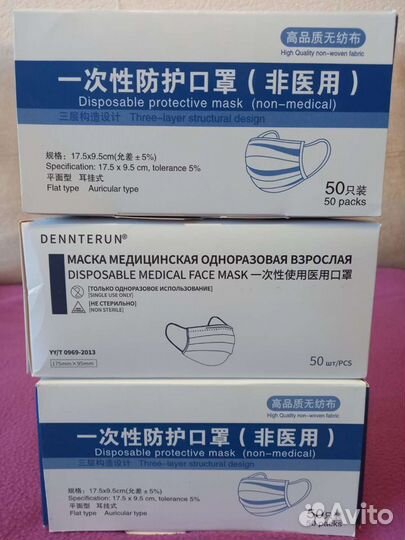 高品质无纺布
High Quality non-woven fabric
一次性防护口罩（非医用）
Disposable protective mask (non-medical)
三层构造设计 Three-layer structural design
规格：17.5x9.5cm(允差±5%)
Specification: 17.5 x 9.5 cm, tolerance 5%
平面型 耳挂式
Flat type Auricular type
50只装
50 packs
DENNTERUN®
МАСКА МЕДИЦИНСКАЯ ОДНОРАЗОВАЯ ВЗРОСЛАЯ
DISPOSABLE MEDICAL FACE MASK 一次性使用医用口罩
[ТОЛЬКО ОДНОРАЗОВОЕ ИСПОЛЬЗОВАНИЕ]
[SINGLE USE ONLY]
[НЕ СТЕРИЛЬНО]
[NON STERILE]
YY/T 0969-2013
175mm×95mm
50 ШТ/PCS
高品质无纺布
High Quality non-woven fabric
一次性防护口罩（非医用）
Disposable protective mask (non-medical)
三层构造设计 Three-layer structural design
规格：17.5x9.5cm(允差±5%)
Specification: 17.5 x 9.5 cm, tolerance 5%
平面型 耳挂式
Flat type Auricular type
50只装
50 packs
Avito